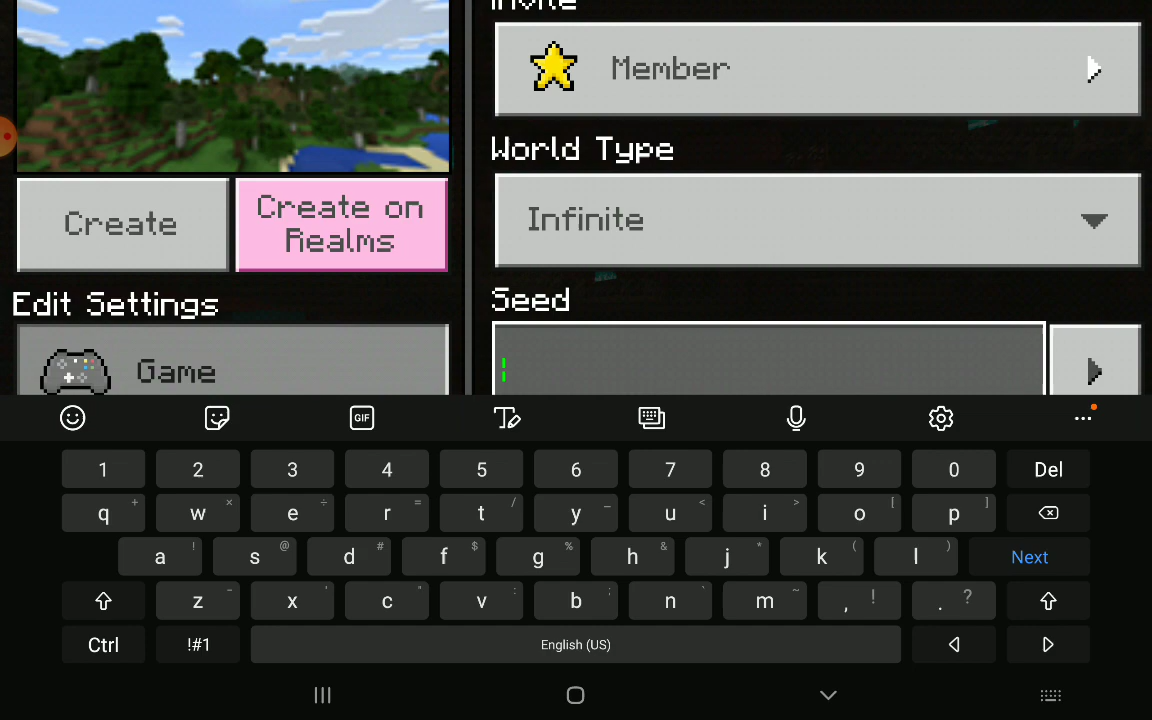 Invite
Member
World Type
Infinite
Create
Create on
Realms
Edit Settings
Seed
Game
GIF
1 2 3 4 5 6 7 8 9 0 Del
q + w × e ÷ r = t / y _ u < i > o [ p ]
a ! s @ d # f $ g % h & j * k ( l ) Next
z - x ' c " v : b ; n ` m ~ , ! . ?
Ctrl !#1 English (US)